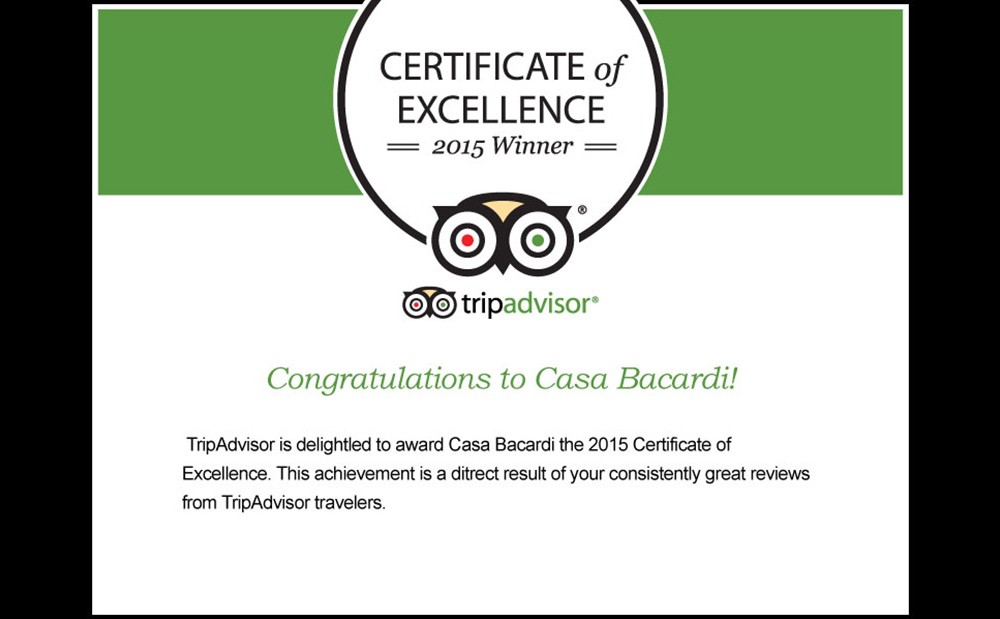 CERTIFICATE of
EXCELLENCE
2015 Winner
®
tripadvisor®
Congratulations to Casa Bacardi!
TripAdvisor is delightled to award Casa Bacardi the 2015 Certificate of
Excellence. This achievement is a ditrect result of your consistently great reviews
from TripAdvisor travelers.